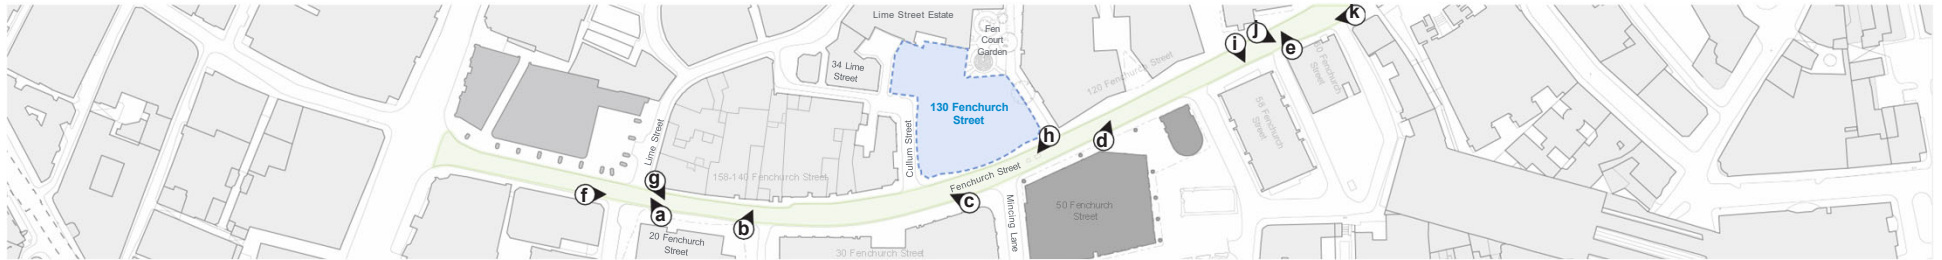 Lime Street Estate
Fen
Court
Garden
34 Lime
Street
130 Fenchurch
Street
120 Fenchurch Street
60 Fenchurch
Street
58 Fenchurch
Street
Lime Street
Cullum Street
158-140 Fenchurch Street
Fenchurch Street
Mincing Lane
50 Fenchurch
Street
20 Fenchurch
Street
30 Fenchurch Street
k
j
i
e
h
d
g
f
a
b
c